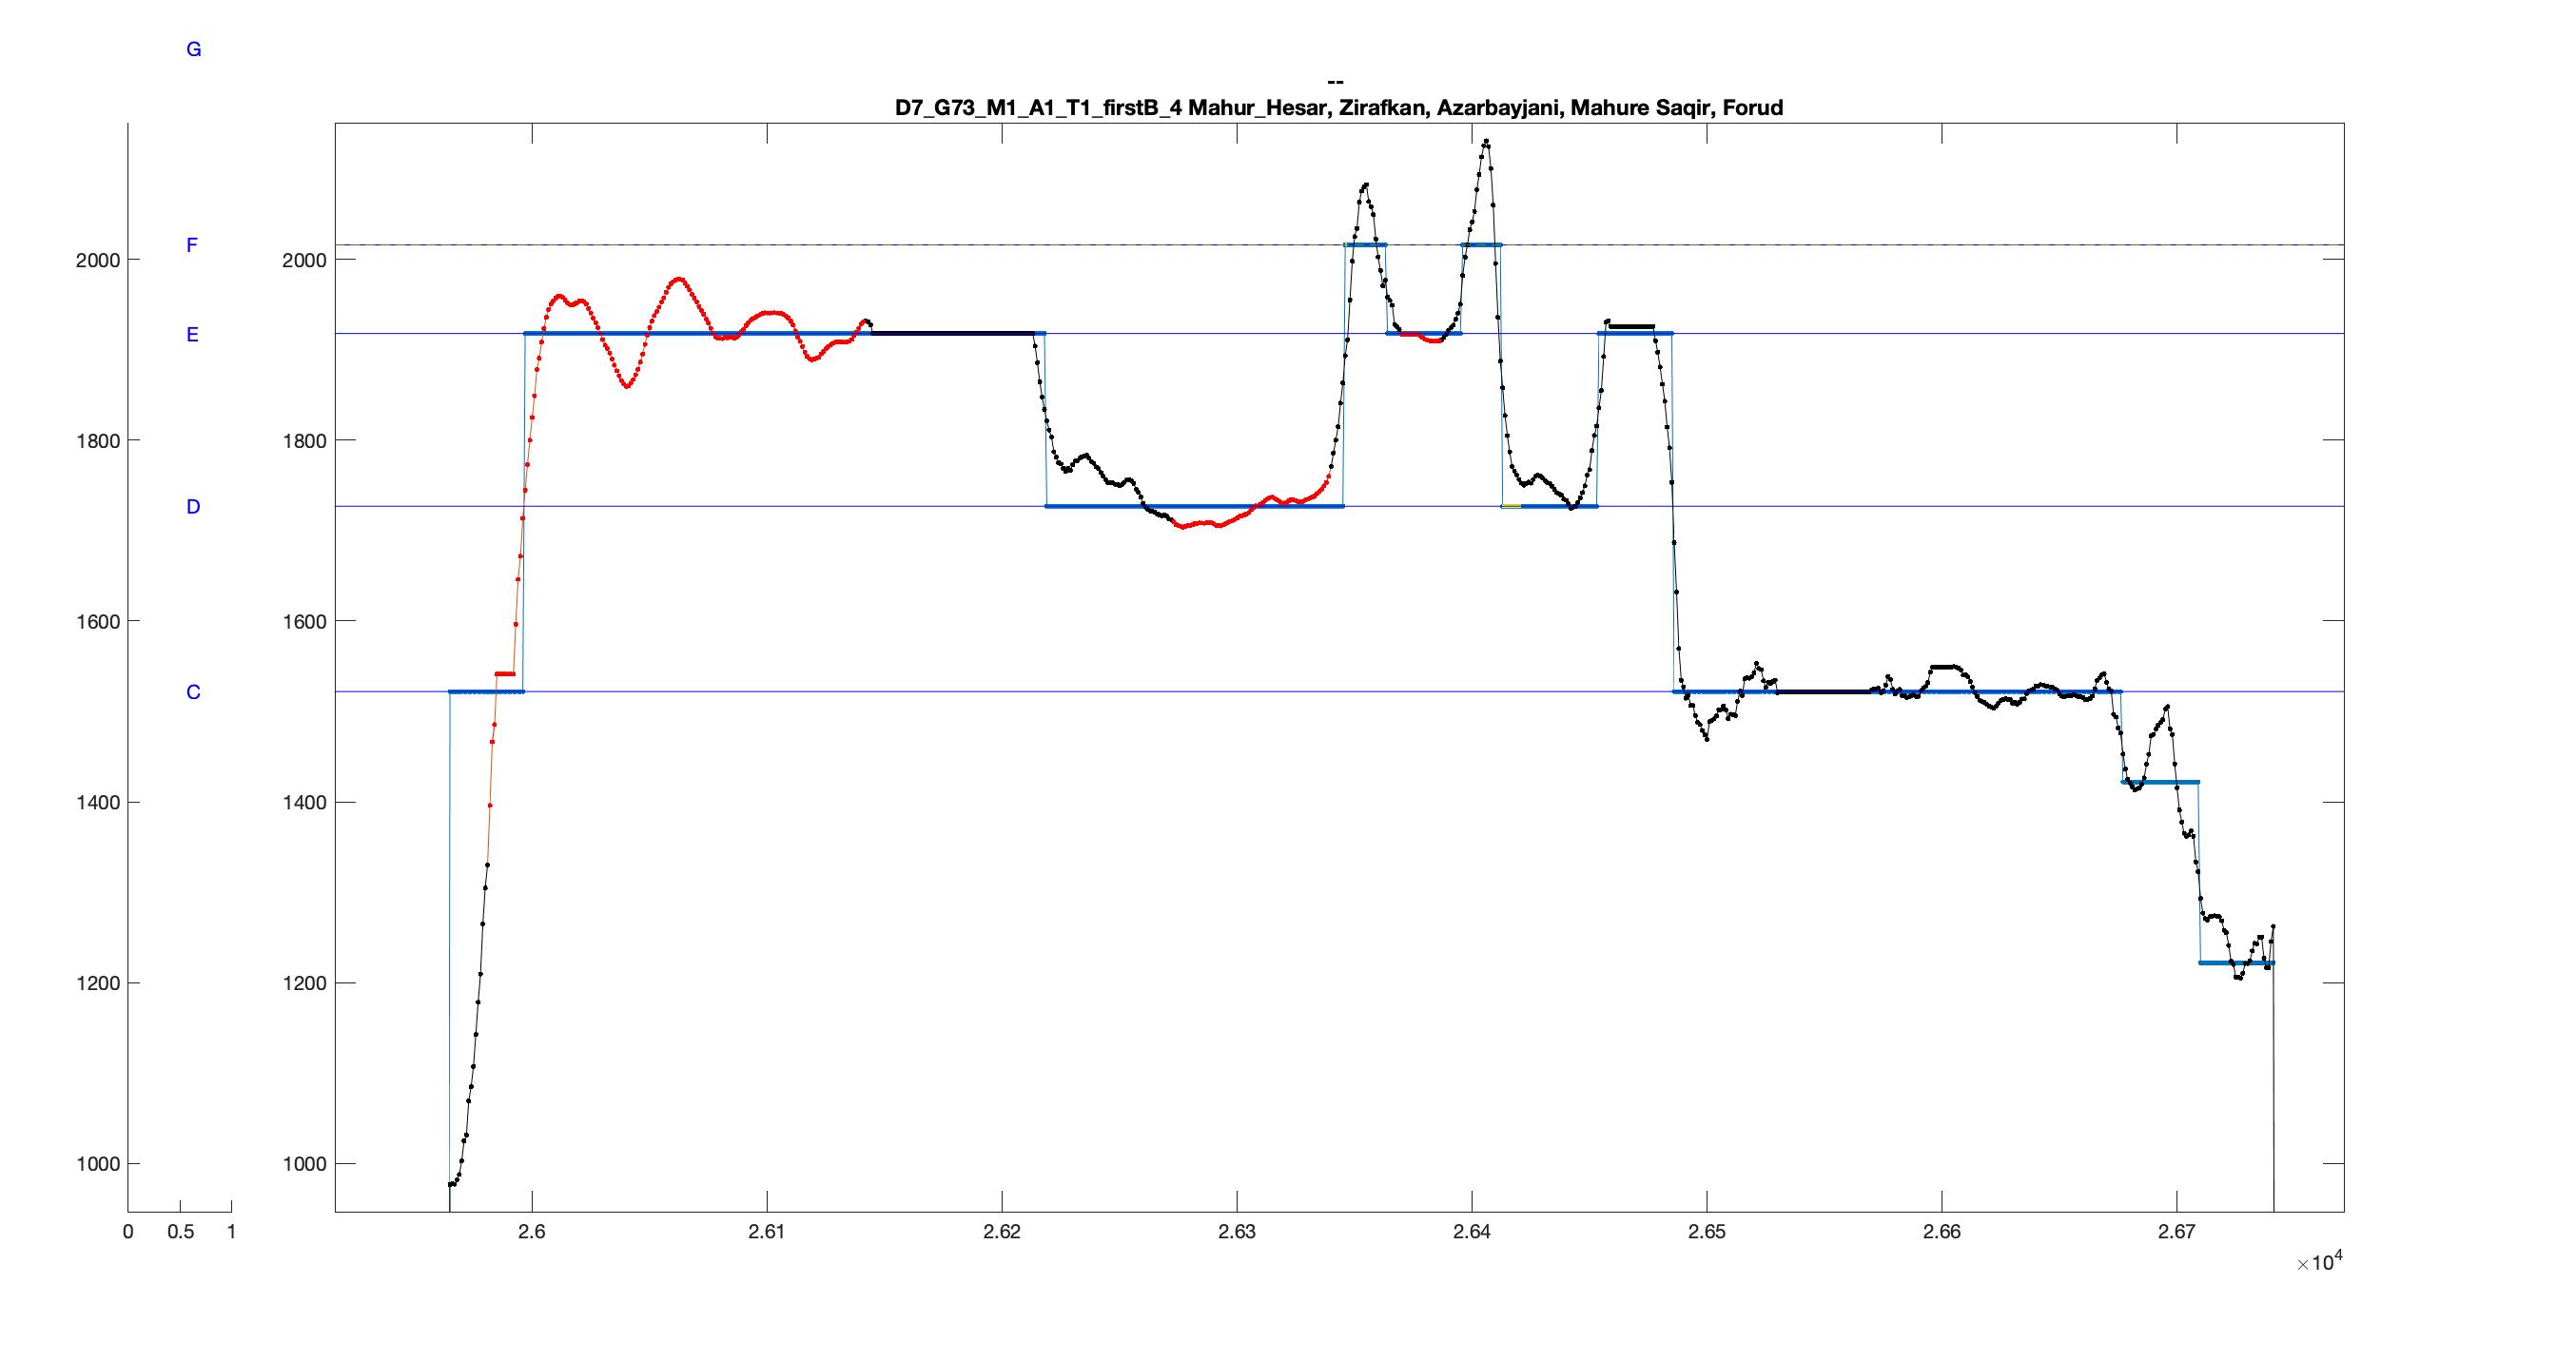 G
--
D7_G73_M1_A1_T1_firstB_4 Mahur_Hesar, Zirafkan, Azarbayjani, Mahure Saqir, Forud
F
2000 2000
E
1800 1800
D
1600 1600
C
1400 1400
1200 1200
1000 1000
0 0.5 1 2.6 2.61 2.62 2.63 2.64 2.65 2.66 2.67
×10⁴